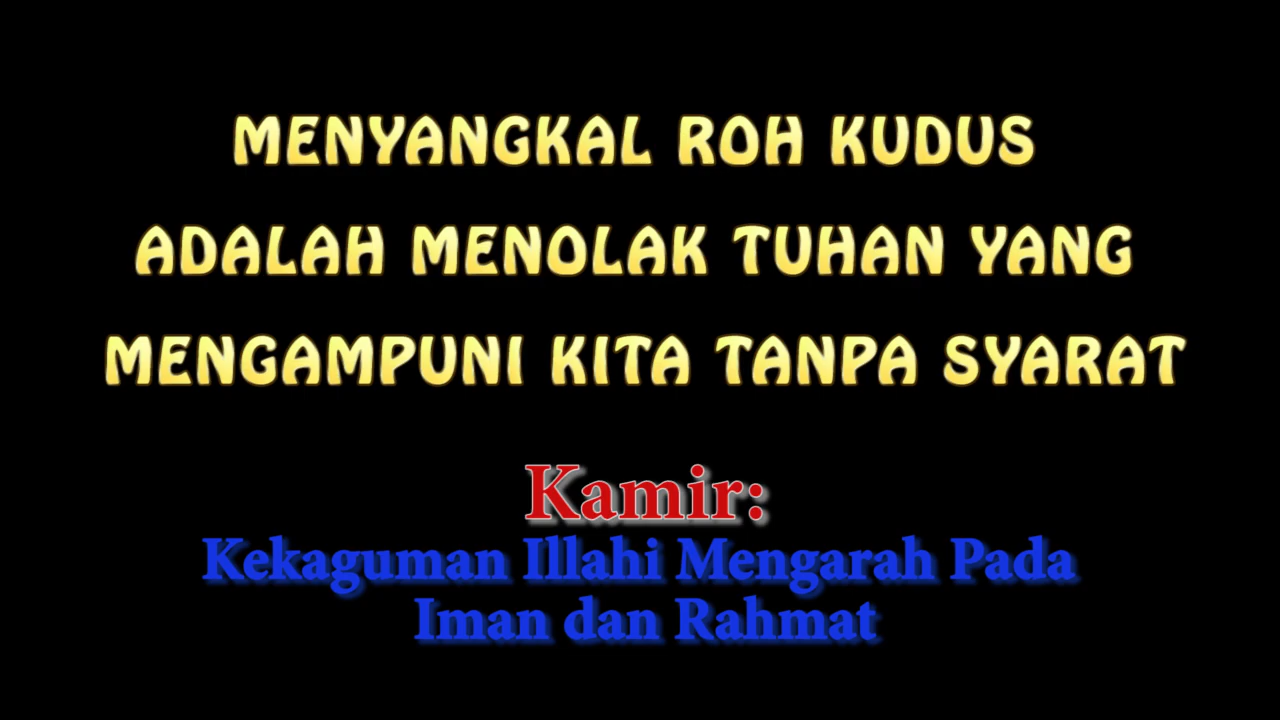 MENYANGKAL ROH KUDUS
ADALAH MENOLAK TUHAN YANG
MENGAMPUNI KITA TANPA SYARAT
Kamir:
Kekaguman Illahi Mengarah Pada
Iman dan Rahmat